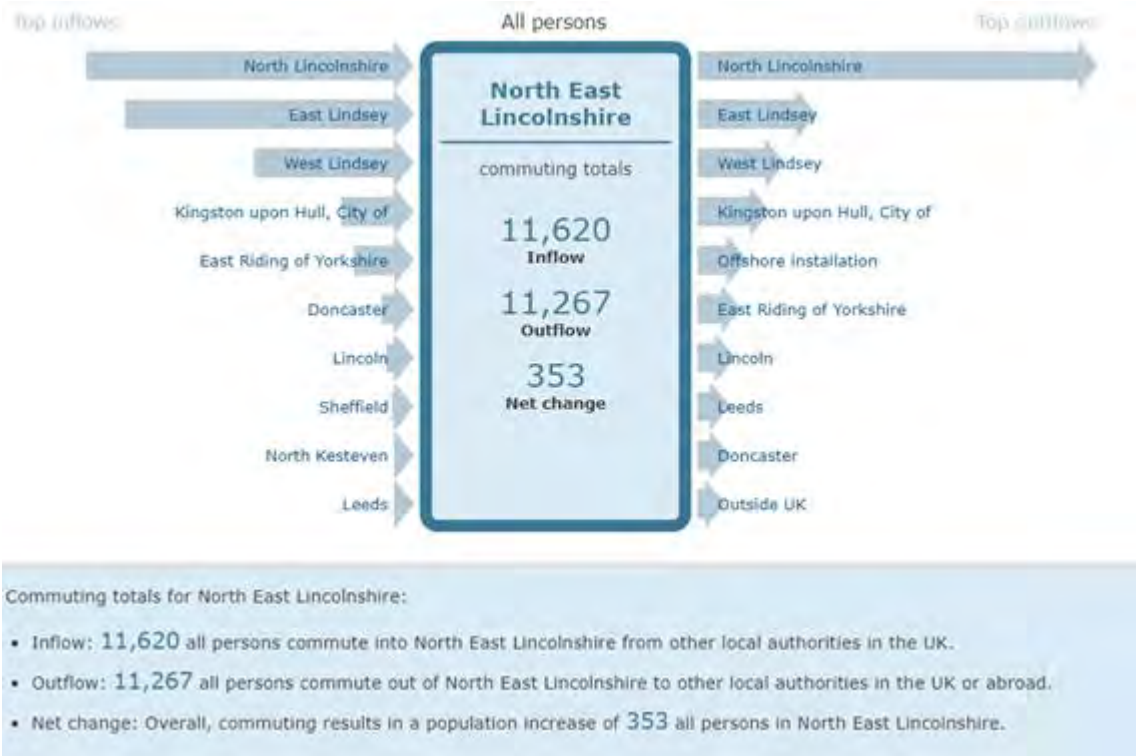 Top inflows
All persons
Top outflows
North Lincolnshire
East Lindsey
West Lindsey
Kingston upon Hull, City of
East Riding of Yorkshire
Doncaster
Lincoln
Sheffield
North Kesteven
Leeds
North East
Lincolnshire
commuting totals
11,620
Inflow
11,267
Outflow
353
Net change
North Lincolnshire
East Lindsey
West Lindsey
Kingston upon Hull, City of
Offshore installation
East Riding of Yorkshire
Lincoln
Leeds
Doncaster
Outside UK
Commuting totals for North East Lincolnshire:
• Inflow: 11,620 all persons commute into North East Lincolnshire from other local authorities in the UK.
• Outflow: 11,267 all persons commute out of North East Lincolnshire to other local authorities in the UK or abroad.
• Net change: Overall, commuting results in a population increase of 353 all persons in North East Lincolnshire.